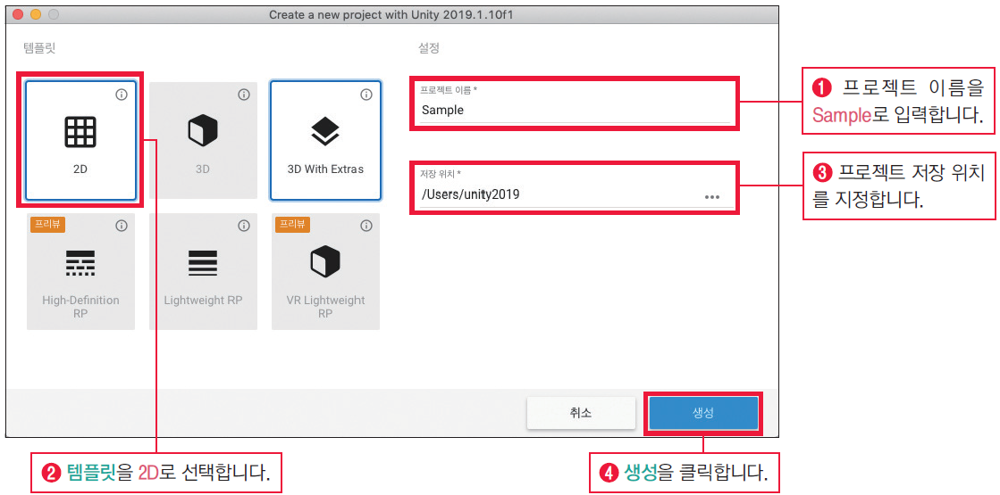 Create a new project with Unity 2019.1.10f1
템플릿
설정
2D
3D
3D With Extras
프로젝트 이름 *
Sample
❶ 프로젝트 이름을
Sample로 입력합니다.
저장 위치 *
/Users/unity2019
❸ 프로젝트 저장 위치
를 지정합니다.
프리뷰
High-Definition
RP
Lightweight RP
프리뷰
VR Lightweight
RP
취소
생성
❷ 템플릿을 2D로 선택합니다.
❹ 생성을 클릭합니다.